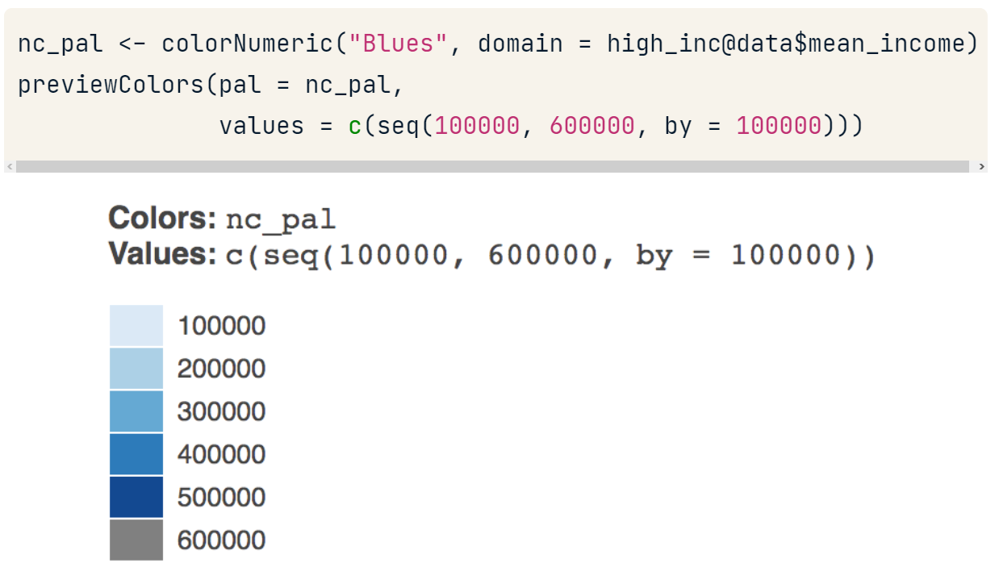 nc_pal <- colorNumeric("Blues", domain = high_inc@data$mean_income)
previewColors(pal = nc_pal,
              values = c(seq(100000, 600000, by = 100000)))
Colors: nc_pal
Values: c(seq(100000, 600000, by = 100000))
100000
200000
300000
400000
500000
600000